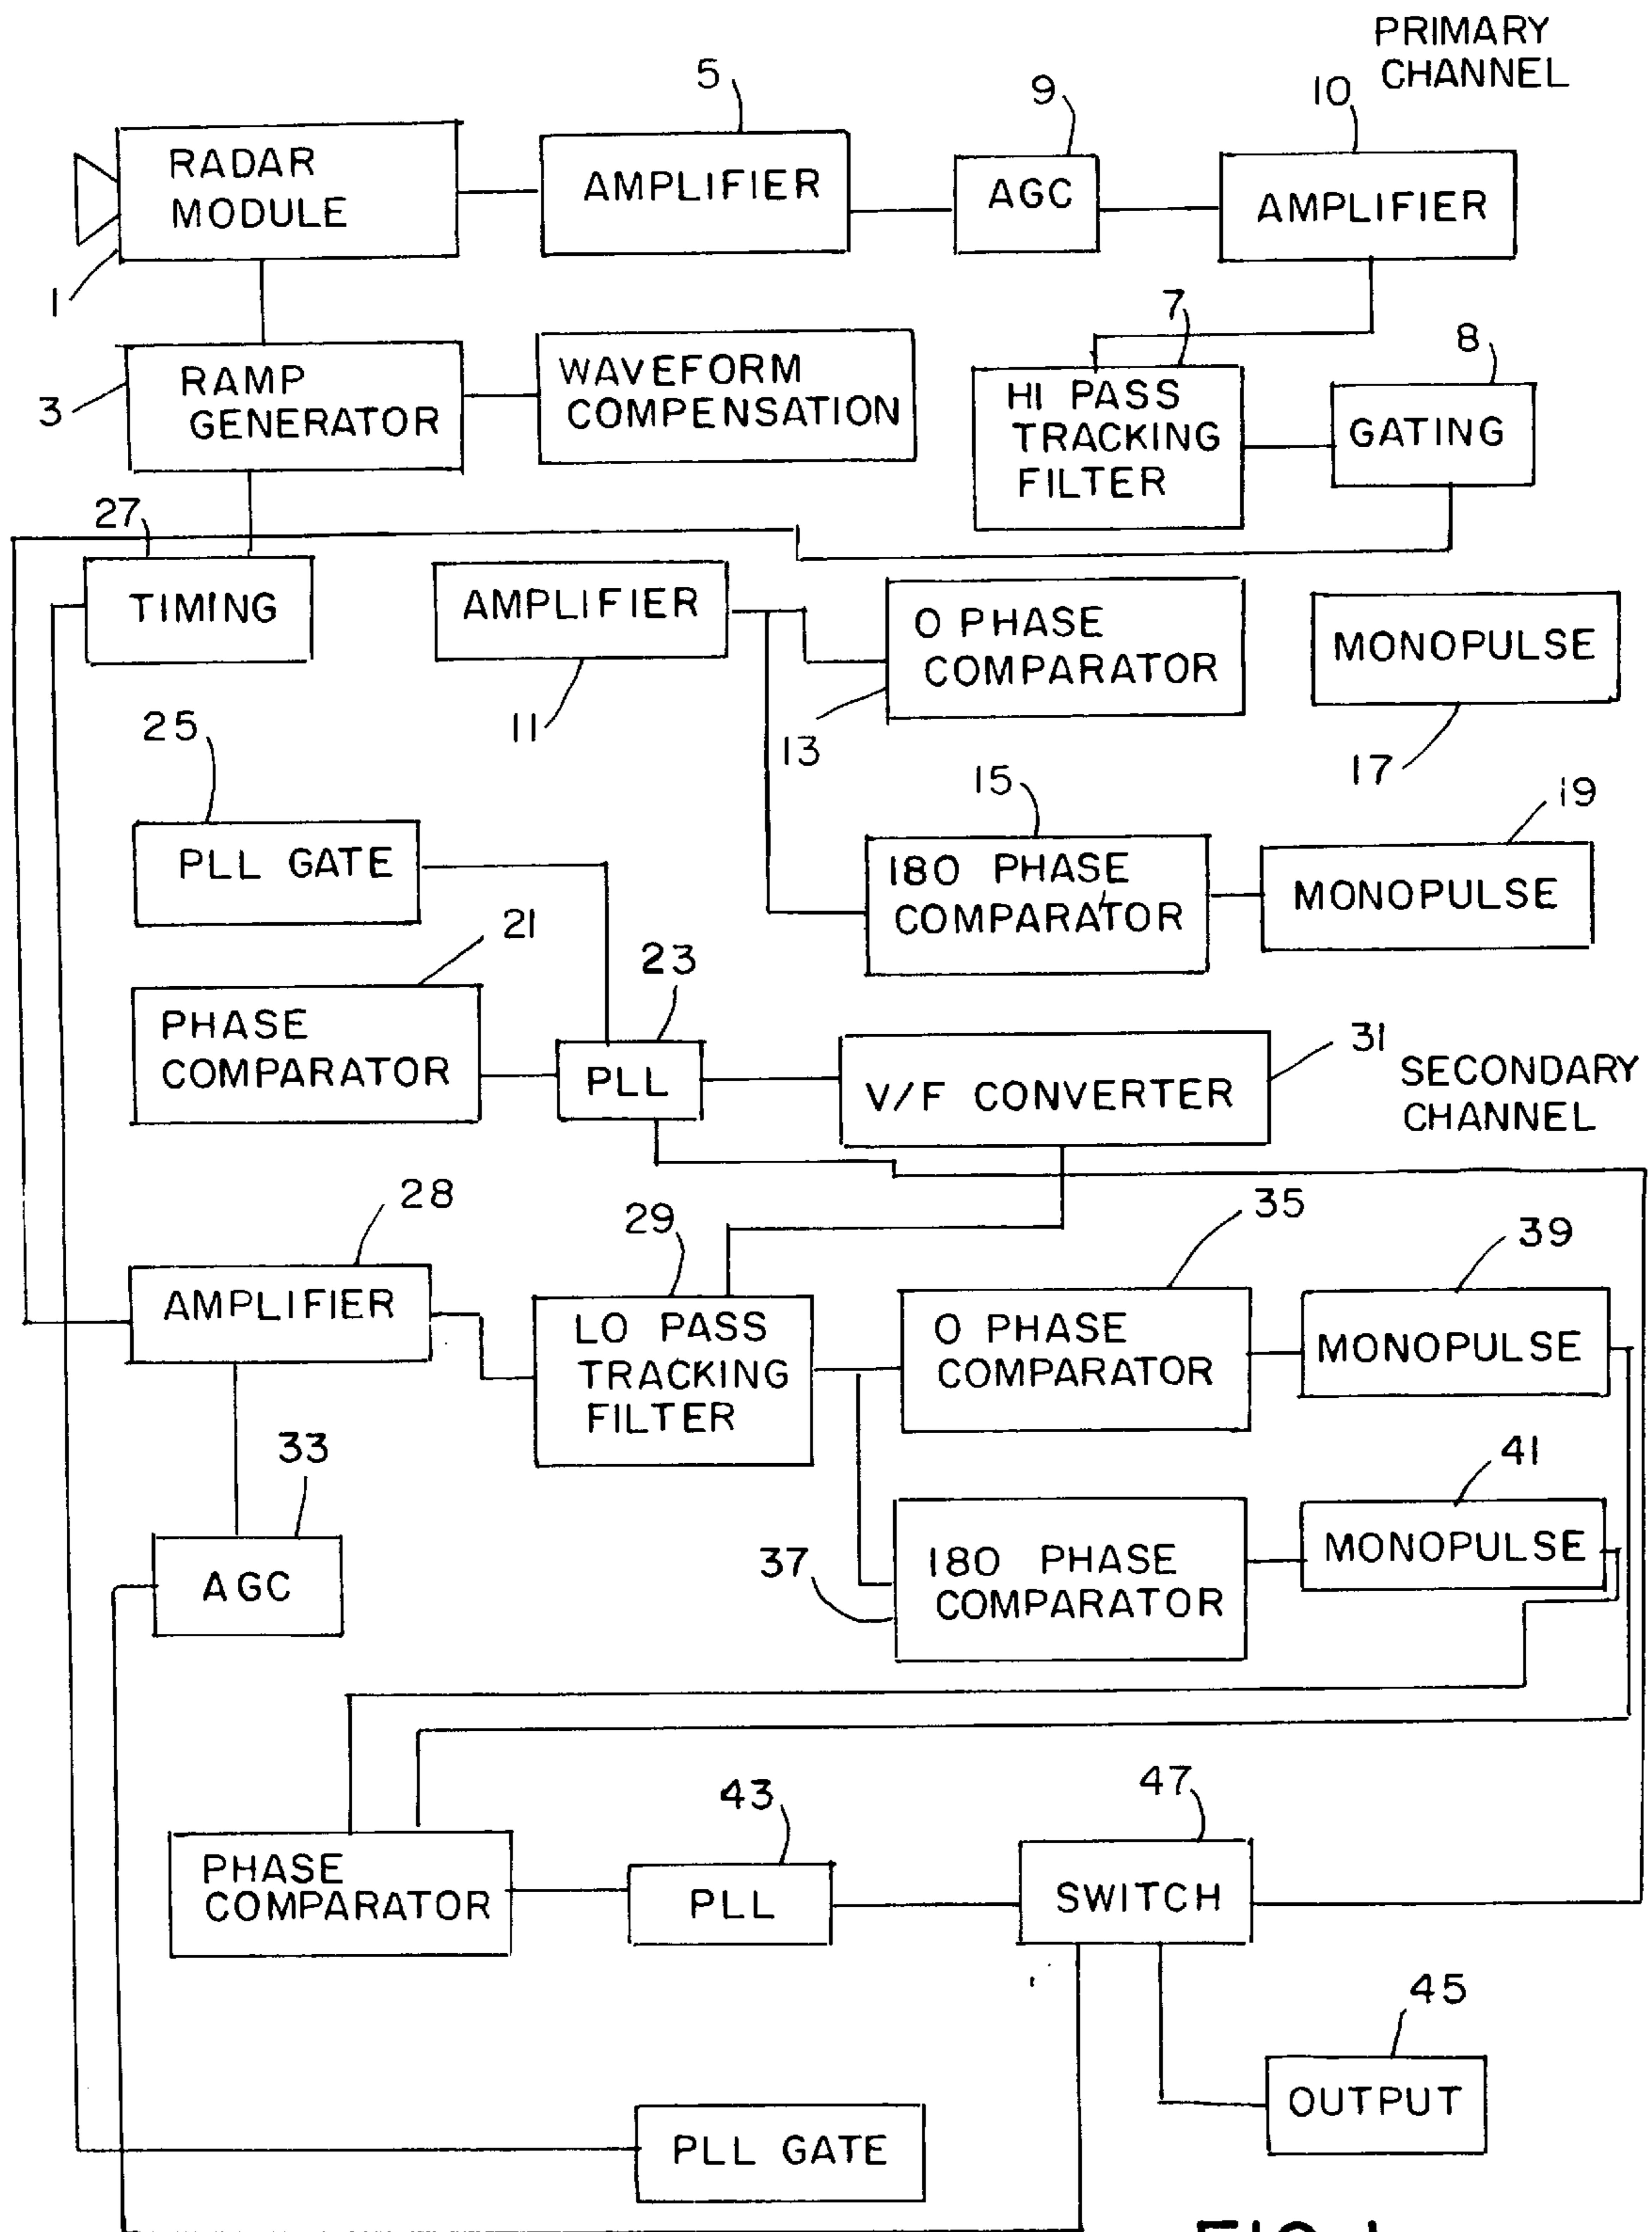 PRIMARY
CHANNEL
5
9
10
RADAR
MODULE
AMPLIFIER
AGC
AMPLIFIER
1
7
8
3
RAMP
GENERATOR
WAVEFORM
COMPENSATION
HI PASS
TRACKING
FILTER
GATING
27
TIMING
AMPLIFIER
0 PHASE
COMPARATOR
MONOPULSE
11
13
17
25
15
19
PLL GATE
180 PHASE
COMPARATOR
MONOPULSE
21
23
31
PHASE
COMPARATOR
PLL
V/F CONVERTER
SECONDARY
CHANNEL
28
29
35
39
AMPLIFIER
LO PASS
TRACKING
FILTER
0 PHASE
COMPARATOR
MONOPULSE
33
41
37
AGC
180 PHASE
COMPARATOR
MONOPULSE
43
47
PHASE
COMPARATOR
PLL
SWITCH
45
OUTPUT
PLL GATE